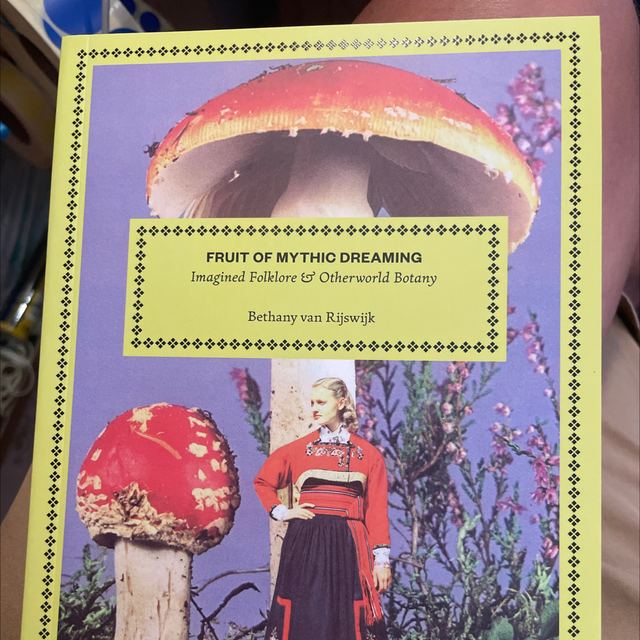 FRUIT OF MYTHIC DREAMING
Imagined Folklore & Otherworld Botany
Bethany van Rijswijk